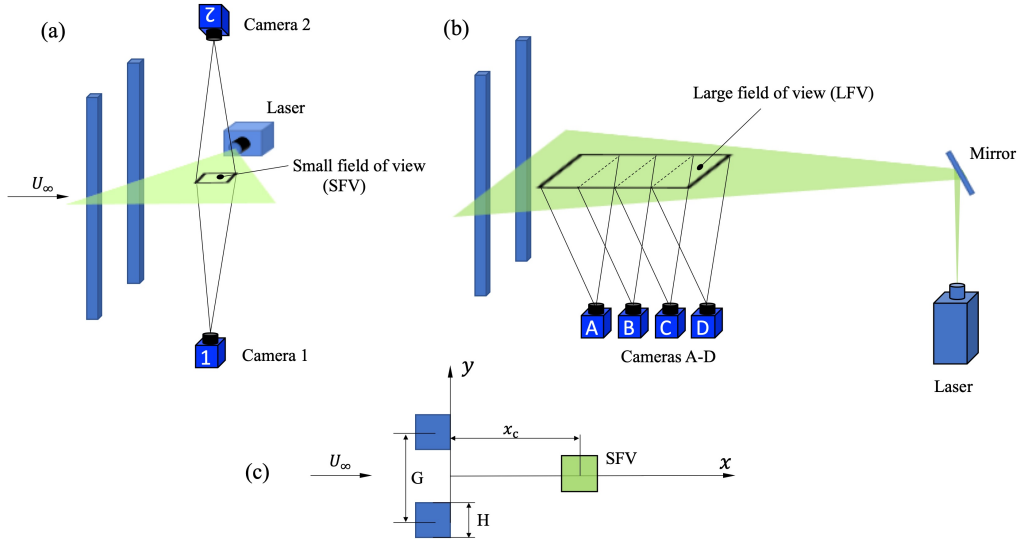 (a)
2
Camera 2
Laser
Small field of view
(SFV)
U∞
1
Camera 1
(b)
Large field of view (LFV)
Mirror
A
B
C
D
Cameras A-D
Laser
(c)
y
x_c
U∞
G
SFV
x
H